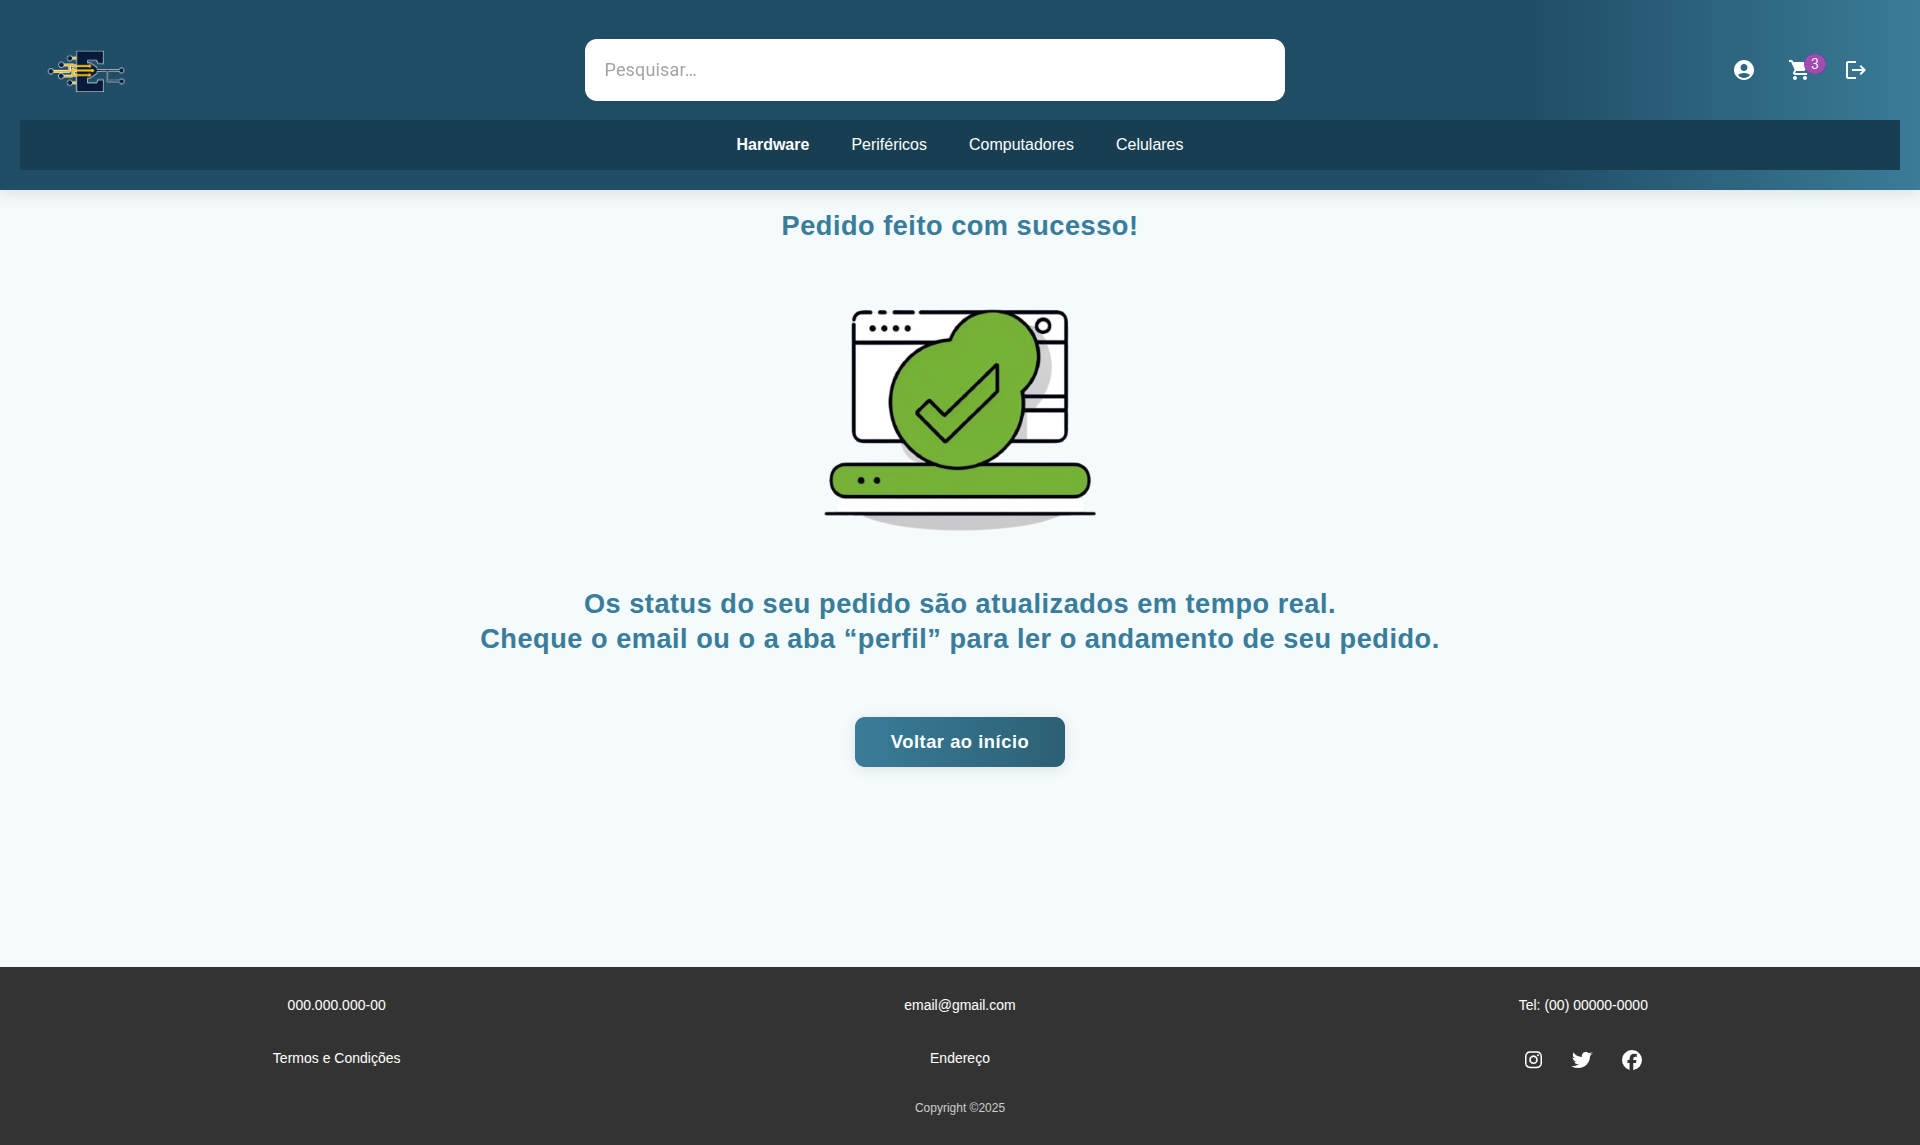 E
Pesquisar...
3
Hardware Periféricos Computadores Celulares
Pedido feito com sucesso!
Os status do seu pedido são atualizados em tempo real.
Cheque o email ou o a aba “perfil” para ler o andamento de seu pedido.
Voltar ao início
000.000.000-00 email@gmail.com Tel: (00) 00000-0000
Termos e Condições Endereço
Copyright ©2025